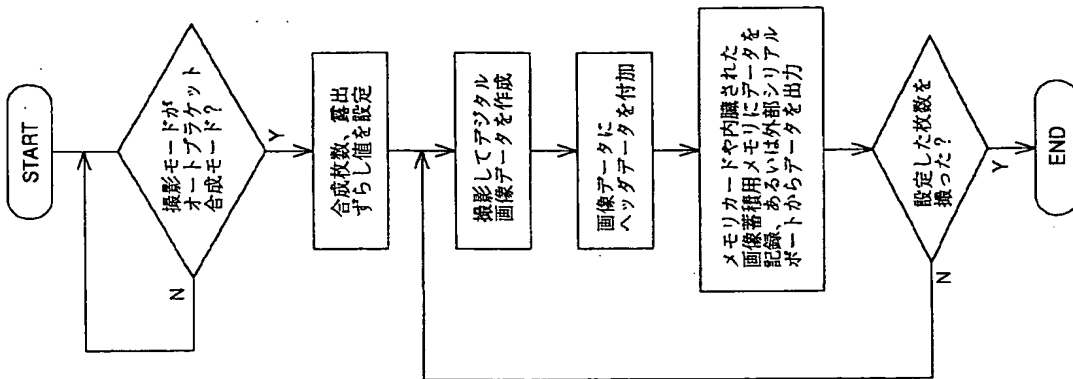 START
撮影モードが
オートブラケット
合成モード?
N
Y
合成枚数、露出
ずらし値を設定
撮影してデジタル
画像データを作成
画像データに
ヘッダデータを付加
メモリカードや内臓された
画像蓄積用メモリにデータを
記録、あるいは外部シリアル
ポートからデータを出力
設定した枚数を
撮った?
N
Y
END